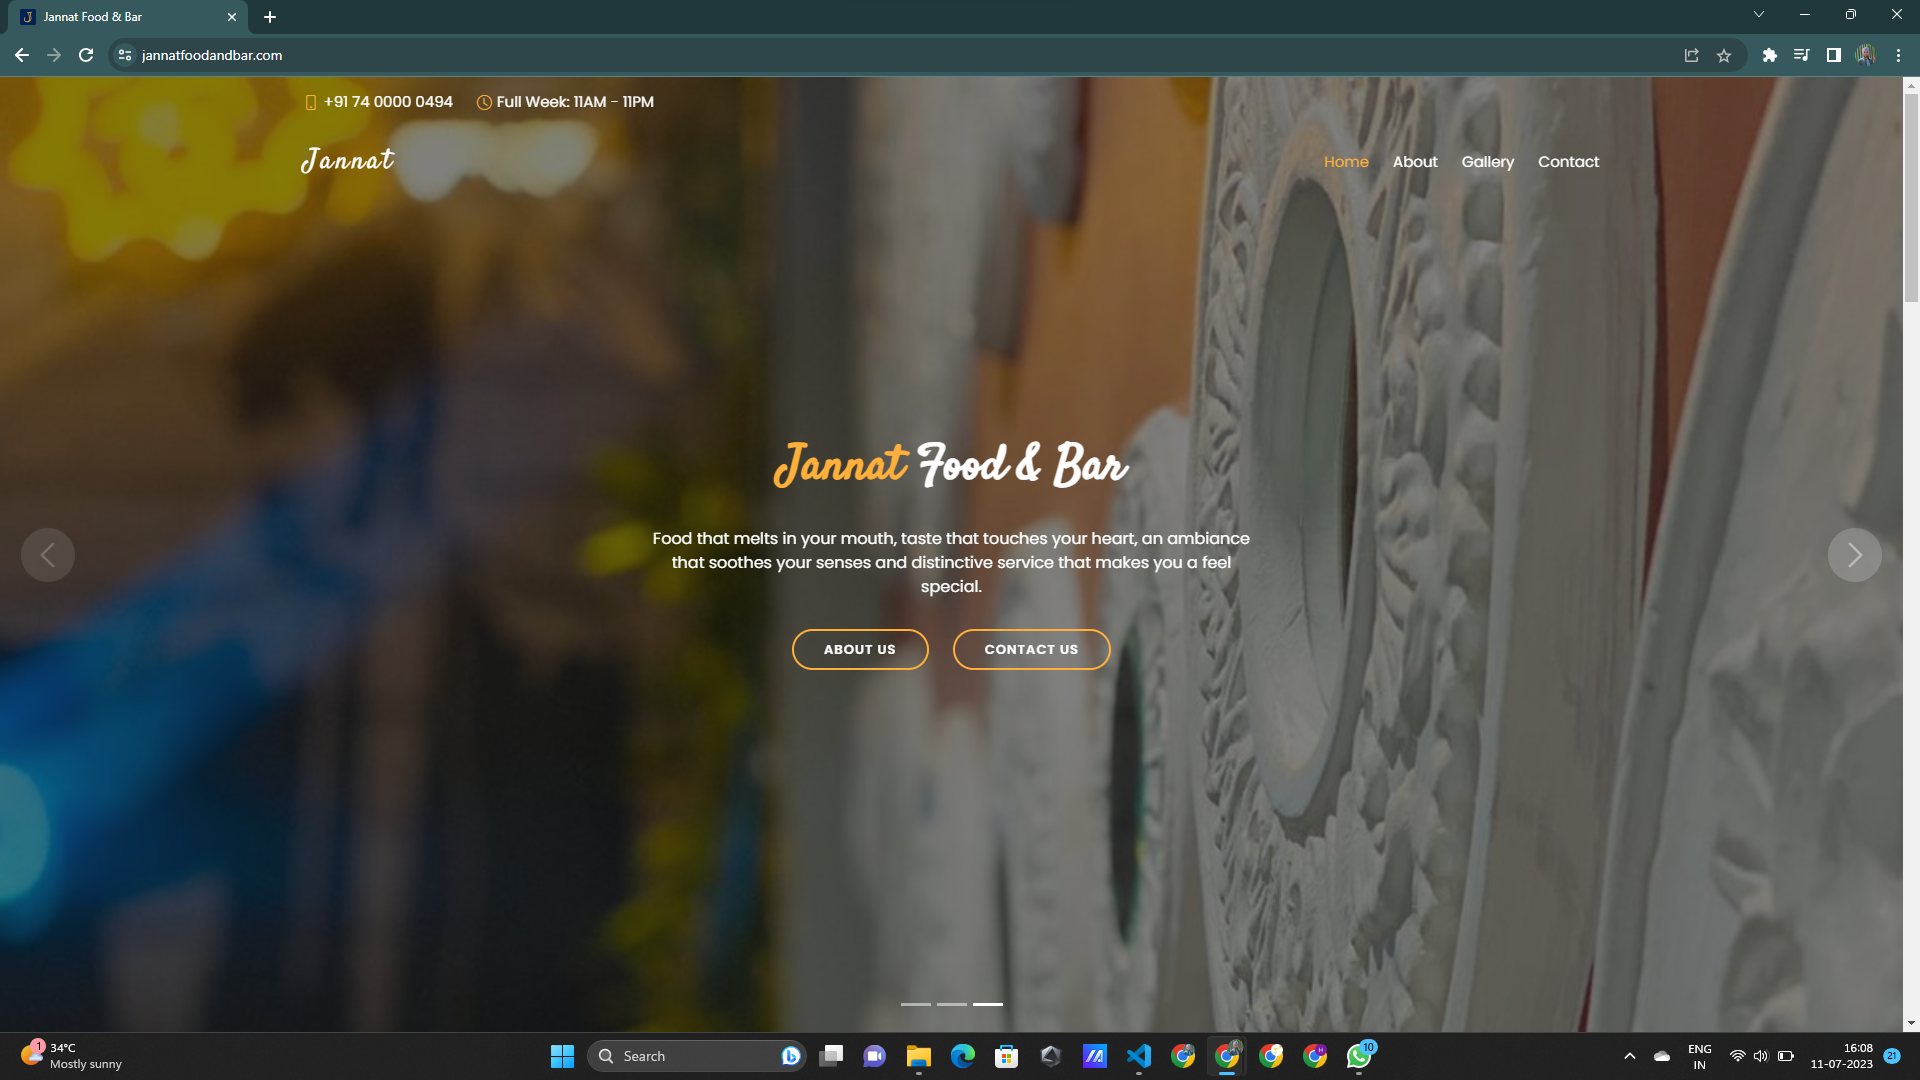 Jannat Food & Bar
jannatfoodandbar.com
+91 74 0000 0494 Full Week: 11AM - 11PM
Jannat Home About Gallery Contact
Jannat Food & Bar
Food that melts in your mouth, taste that touches your heart, an ambiance
that soothes your senses and distinctive service that makes you a feel
special.
ABOUT US CONTACT US
1 34°C
Mostly sunny
Search
10
ENG
IN
16:08
11-07-2023
21